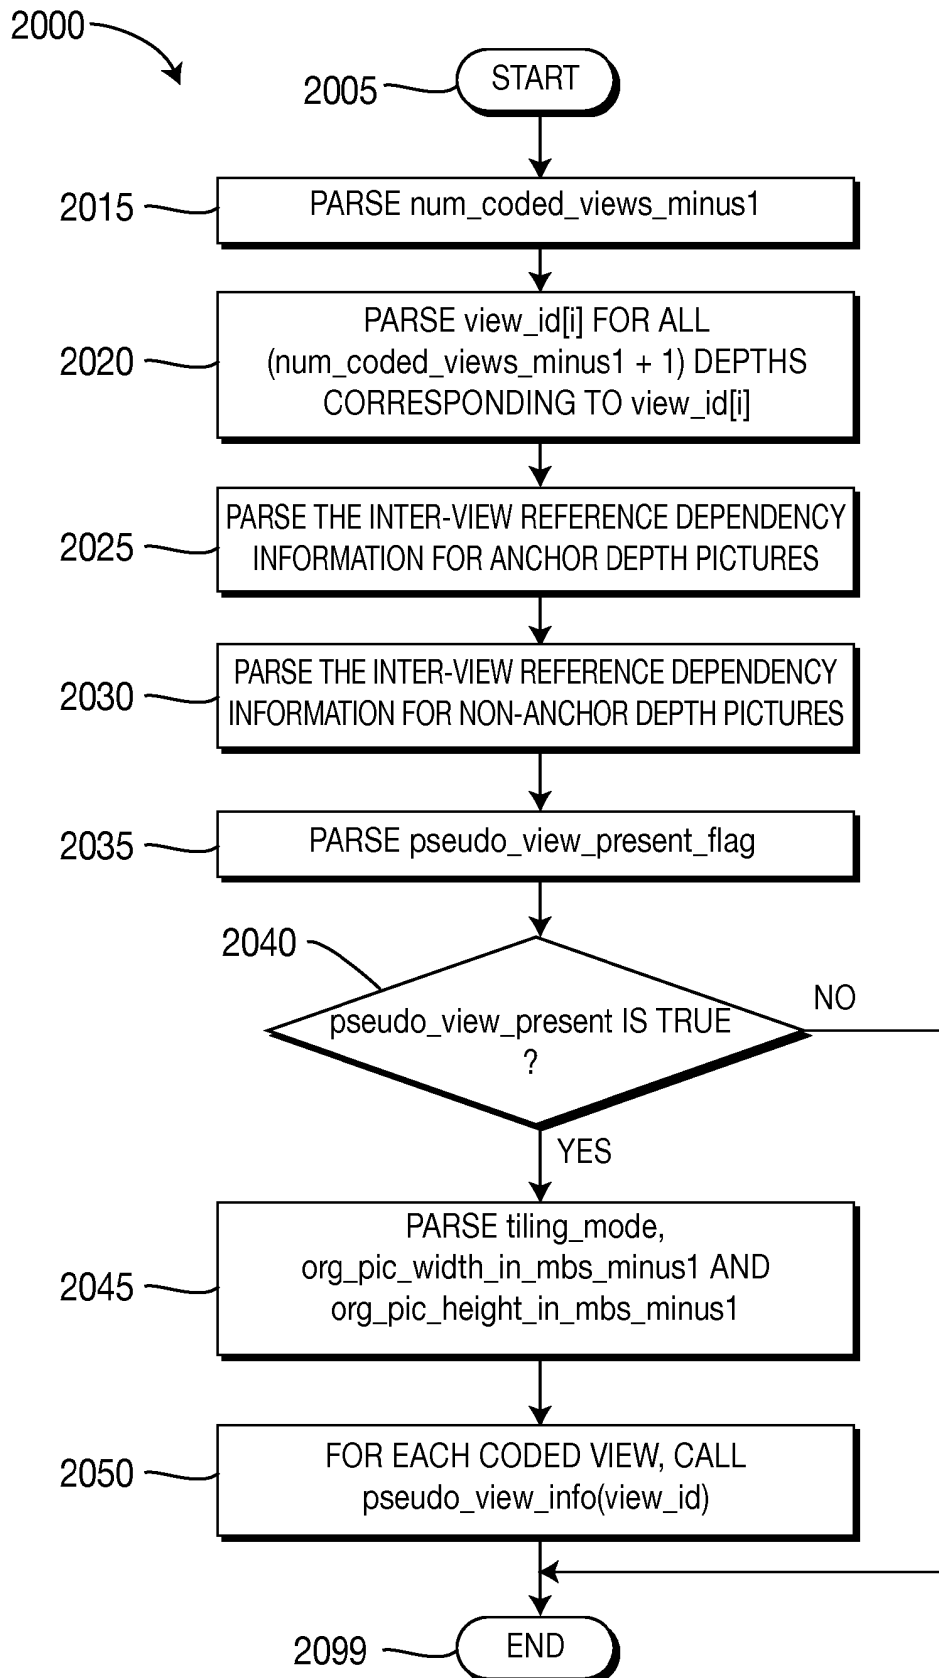 2000
START
2005
PARSE num_coded_views_minus1
2015
PARSE view_id[i] FOR ALL
(num_coded_views_minus1 + 1) DEPTHS
CORRESPONDING TO view_id[i]
2020
PARSE THE INTER-VIEW REFERENCE DEPENDENCY
INFORMATION FOR ANCHOR DEPTH PICTURES
2025
PARSE THE INTER-VIEW REFERENCE DEPENDENCY
INFORMATION FOR NON-ANCHOR DEPTH PICTURES
2030
PARSE pseudo_view_present_flag
2035
2040
pseudo_view_present IS TRUE
?
NO
YES
PARSE tiling_mode,
org_pic_width_in_mbs_minus1 AND
org_pic_height_in_mbs_minus1
2045
FOR EACH CODED VIEW, CALL
pseudo_view_info(view_id)
2050
END
2099